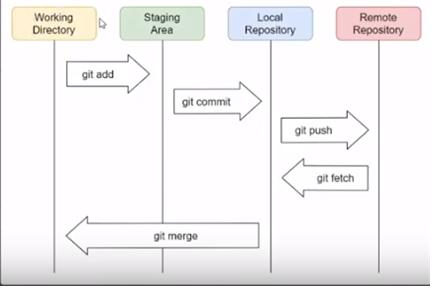 Working
Directory
Staging
Area
Local
Repository
Remote
Repository
git add
git commit
git push
git fetch
git merge